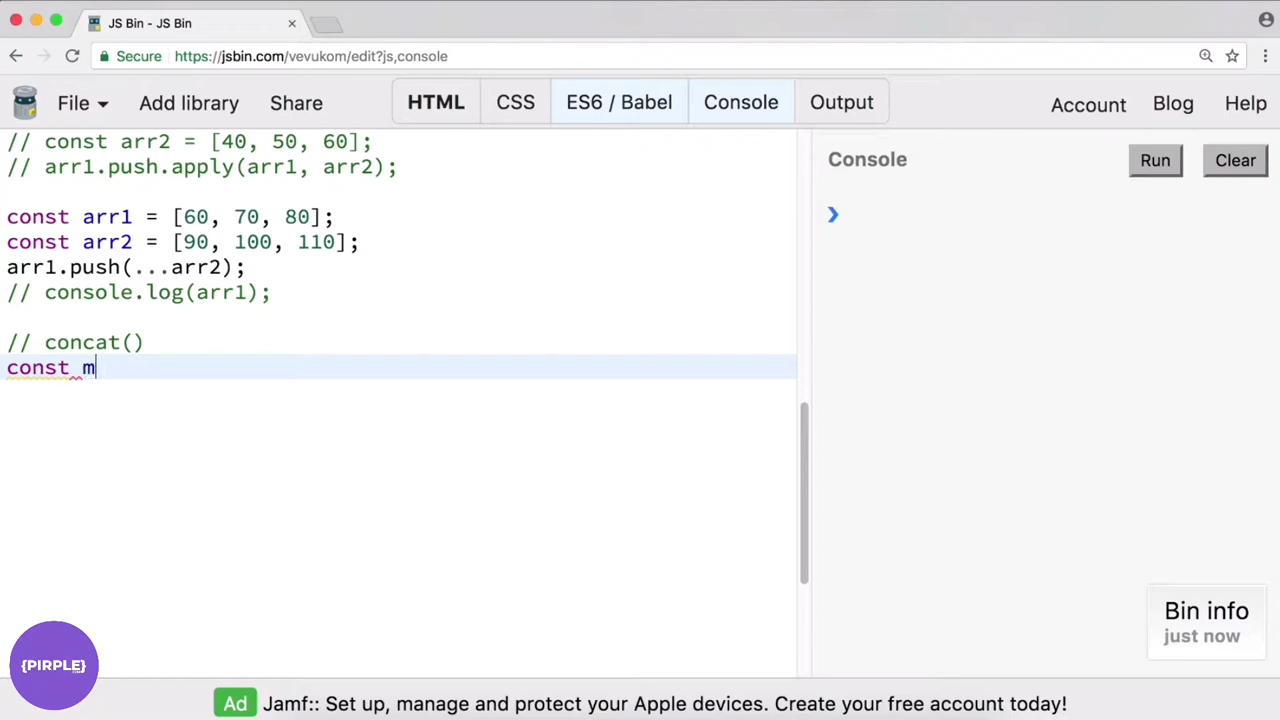 JS Bin - JS Bin
Secure https://jsbin.com/vevukom/edit?js,console
File Add library Share HTML CSS ES6 / Babel Console Output Account Blog Help
// const arr2 = [40, 50, 60];
// arr1.push.apply(arr1, arr2);
const arr1 = [60, 70, 80];
const arr2 = [90, 100, 110];
arr1.push(...arr2);
// console.log(arr1);
// concat()
const m
Console Run Clear
Bin info
just now
{PIRPLE}
Ad Jamf:: Set up, manage and protect your Apple devices. Create your free account today!